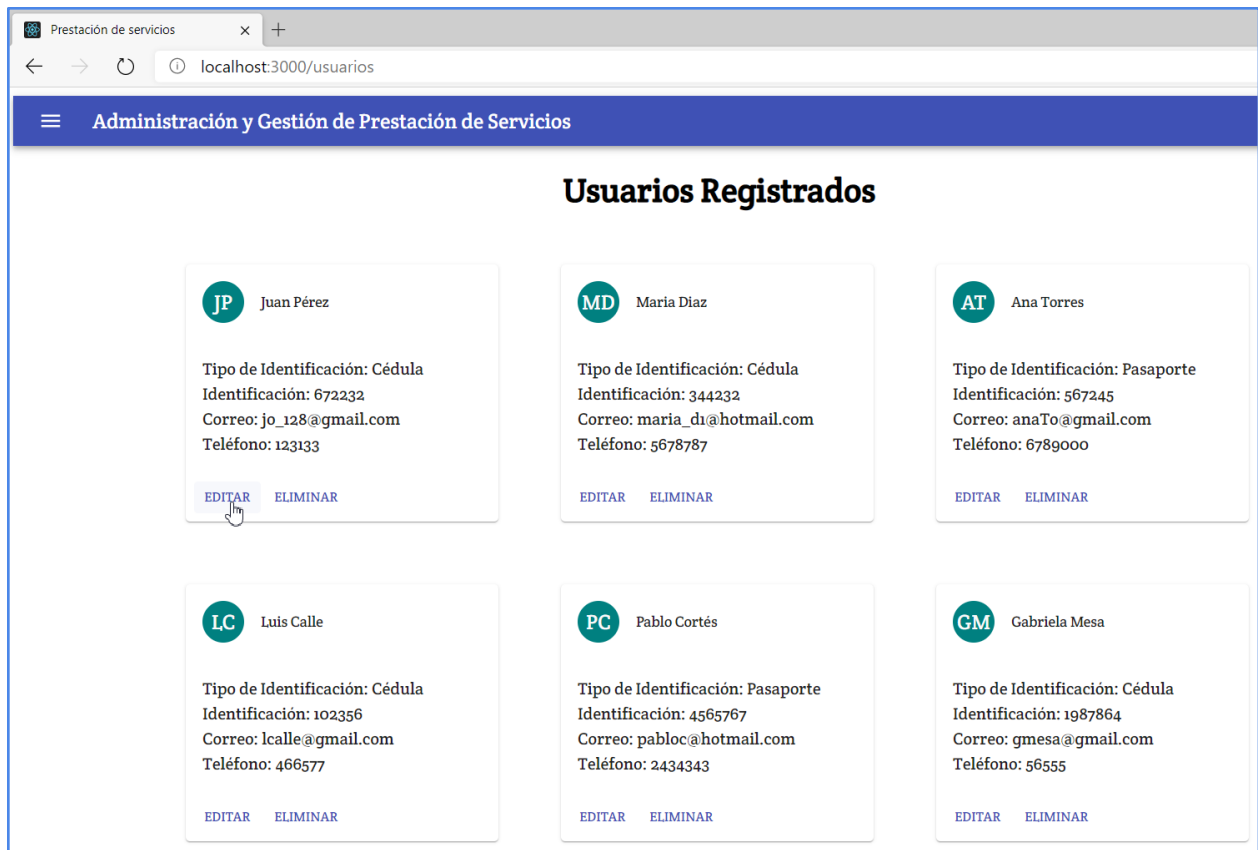 Prestación de servicios
localhost:3000/usuarios
Administración y Gestión de Prestación de Servicios
Usuarios Registrados
JP Juan Pérez
Tipo de Identificación: Cédula
Identificación: 672232
Correo: jo_128@gmail.com
Teléfono: 123133
EDITAR ELIMINAR
MD Maria Diaz
Tipo de Identificación: Cédula
Identificación: 344232
Correo: maria_d1@hotmail.com
Teléfono: 5678787
EDITAR ELIMINAR
AT Ana Torres
Tipo de Identificación: Pasaporte
Identificación: 567245
Correo: anaTo@gmail.com
Teléfono: 6789000
EDITAR ELIMINAR
LC Luis Calle
Tipo de Identificación: Cédula
Identificación: 102356
Correo: lcalle@gmail.com
Teléfono: 466577
EDITAR ELIMINAR
PC Pablo Cortés
Tipo de Identificación: Pasaporte
Identificación: 4565767
Correo: pabloc@hotmail.com
Teléfono: 2434343
EDITAR ELIMINAR
GM Gabriela Mesa
Tipo de Identificación: Cédula
Identificación: 1987864
Correo: gmesa@gmail.com
Teléfono: 56555
EDITAR ELIMINAR